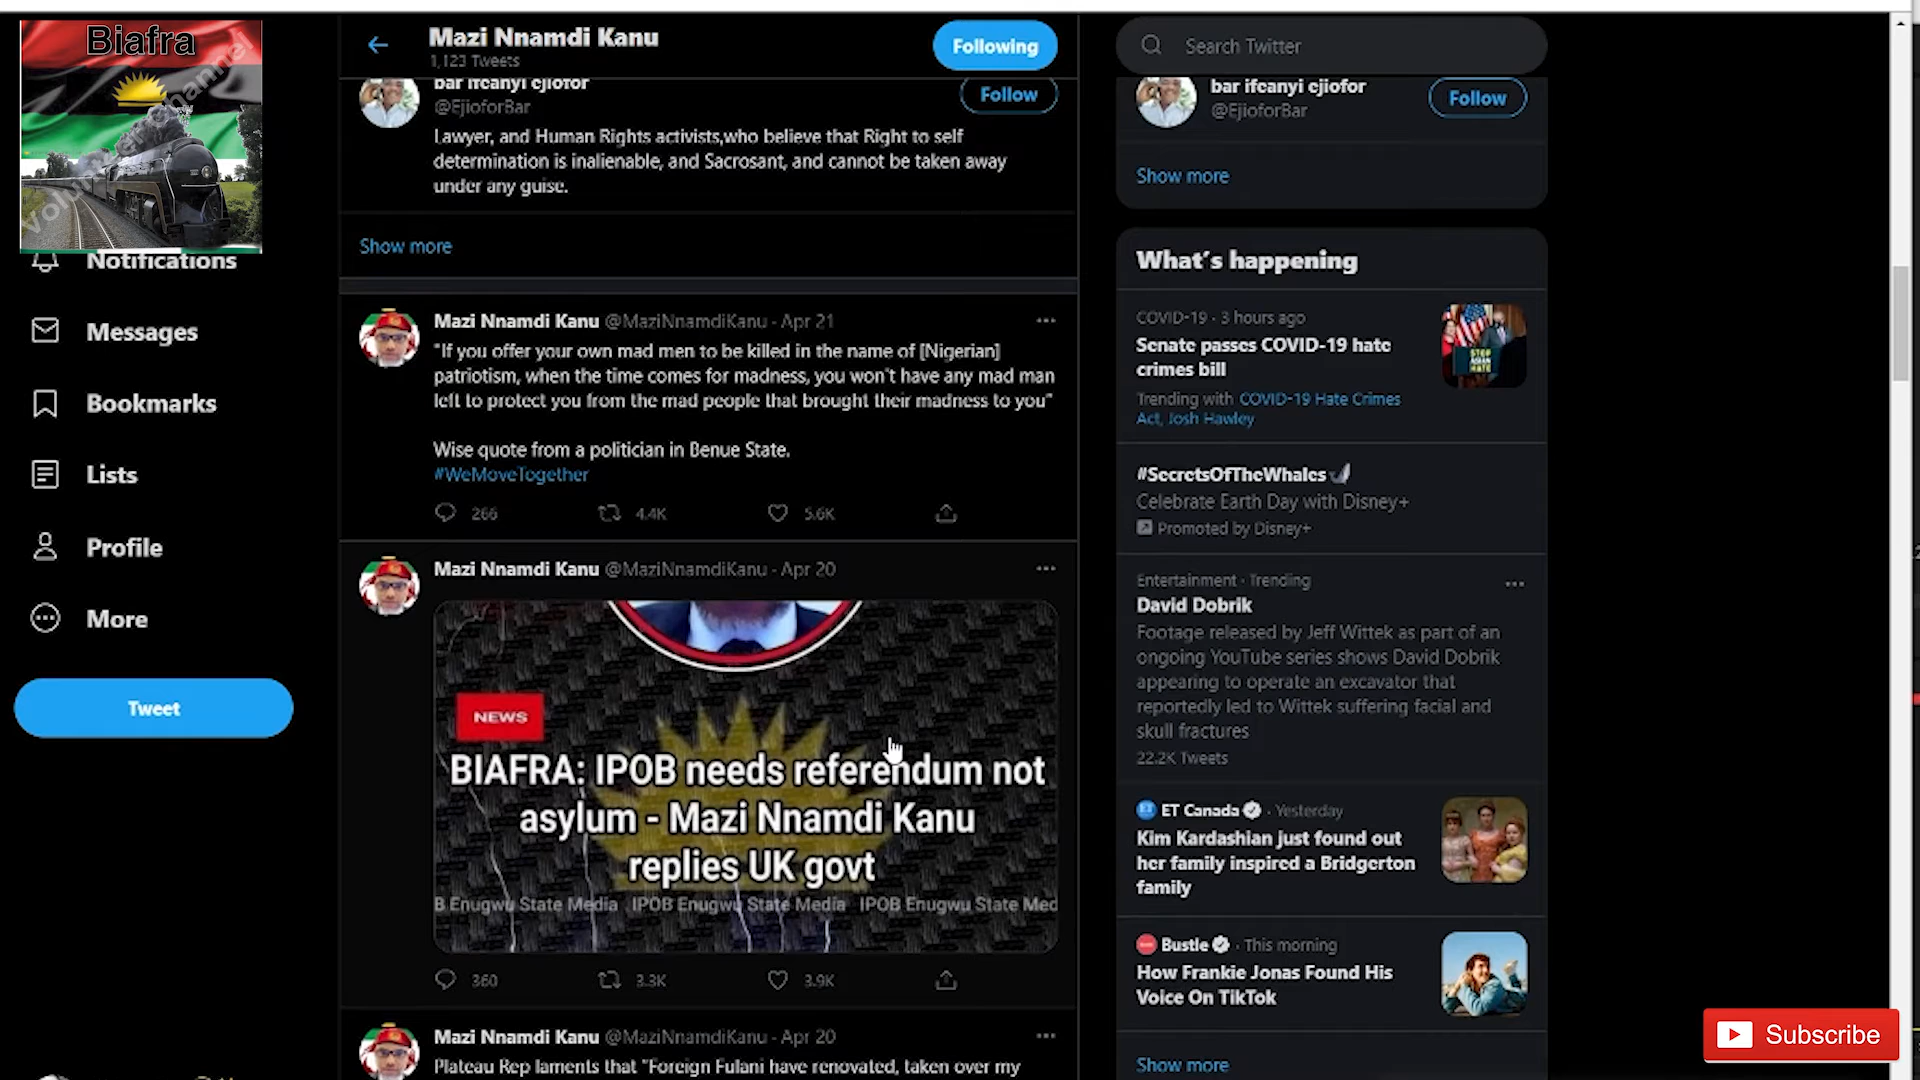 Biafra
Volume Channel
Mazi Nnamdi Kanu
1,123 Tweets
Following
Search Twitter
bar ifeanyi ejiofor
@EjioforBar
Follow
Lawyer, and Human Rights activists,who believe that Right to self
determination is inalienable, and Sacrosant, and cannot be taken away
under any guise.
Show more
bar ifeanyi ejiofor
@EjioforBar
Follow
Show more
Notifications
Messages
Bookmarks
Lists
Profile
More
Tweet
Mazi Nnamdi Kanu @MaziNnamdiKanu · Apr 21
"If you offer your own mad men to be killed in the name of [Nigerian]
patriotism, when the time comes for madness, you won't have any mad man
left to protect you from the mad people that brought their madness to you"
Wise quote from a politician in Benue State.
#WeMoveTogether
266 4.4K 5.6K
Mazi Nnamdi Kanu @MaziNnamdiKanu · Apr 20
NEWS
BIAFRA: IPOB needs referendum not
asylum - Mazi Nnamdi Kanu
replies UK govt
B Enugwu State Media IPOB Enugwu State Media IPOB Enugwu State Med
360 3.3K 3.9K
Mazi Nnamdi Kanu @MaziNnamdiKanu · Apr 20
Plateau Rep laments that "Foreign Fulani have renovated, taken over my
What's happening
COVID-19 · 3 hours ago
Senate passes COVID-19 hate
crimes bill
STOP
ASIAN
HATE
Trending with COVID-19 Hate Crimes
Act, Josh Hawley
#SecretsOfTheWhales
Celebrate Earth Day with Disney+
Promoted by Disney+
Entertainment · Trending
David Dobrik
Footage released by Jeff Wittek as part of an
ongoing YouTube series shows David Dobrik
appearing to operate an excavator that
reportedly led to Wittek suffering facial and
skull fractures
22.2K Tweets
ET Canada · Yesterday
Kim Kardashian just found out
her family inspired a Bridgerton
family
Bustle · This morning
How Frankie Jonas Found His
Voice On TikTok
Show more
Subscribe